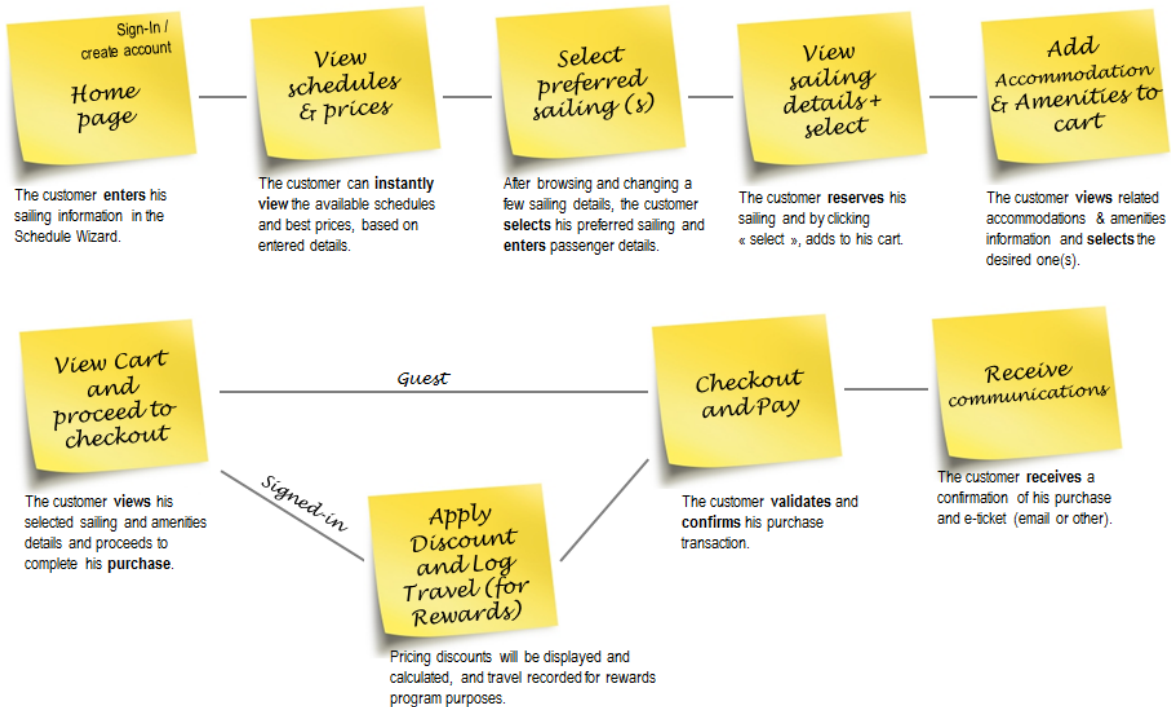 Sign-In /
create account
Home
page
The customer enters his
sailing information in the
Schedule Wizard.
View
schedules
& prices
The customer can instantly
view the available schedules
and best prices, based on
entered details.
Select
preferred
sailing (s)
After browsing and changing a
few sailing details, the customer
selects his preferred sailing and
enters passenger details.
View
sailing
details +
select
The customer reserves his
sailing and by clicking
« select », adds to his cart.
Add
Accommodation
& Amenities to
cart
The customer views related
accommodations & amenities
information and selects the
desired one(s).
View Cart
and
proceed to
checkout
The customer views his
selected sailing and amenities
details and proceeds to
complete his purchase.
Guest
Signed-in
Apply
Discount
and Log
Travel (for
Rewards)
Pricing discounts will be displayed and
calculated, and travel recorded for rewards
program purposes.
Checkout
and Pay
The customer validates and
confirms his purchase
transaction.
Receive
communications
The customer receives a
confirmation of his purchase
and e-ticket (email or other).